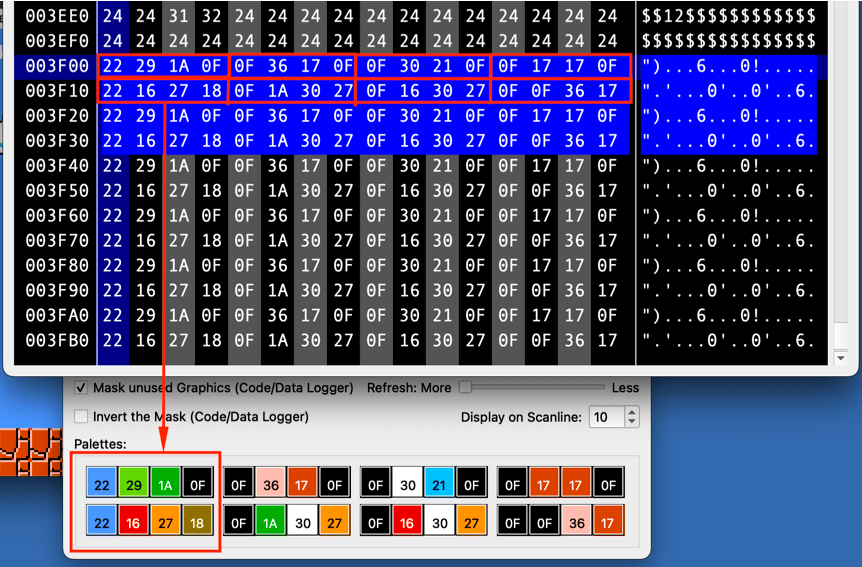 003EE0 24 24 31 32 24 24 24 24 24 24 24 24 24 24 24 24 $$12$$$$$$$$$$$$
003EF0 24 24 24 24 24 24 24 24 24 24 24 24 24 24 24 24 $$$$$$$$$$$$$$$$
003F00 22 29 1A 0F 0F 36 17 0F 0F 30 21 0F 0F 17 17 0F ")...6...0!.....
003F10 22 16 27 18 0F 1A 30 27 0F 16 30 27 0F 0F 36 17 ".'...0'..0'..6.
003F20 22 29 1A 0F 0F 36 17 0F 0F 30 21 0F 0F 17 17 0F ")...6...0!.....
003F30 22 16 27 18 0F 1A 30 27 0F 16 30 27 0F 0F 36 17 ".'...0'..0'..6.
003F40 22 29 1A 0F 0F 36 17 0F 0F 30 21 0F 0F 17 17 0F ")...6...0!.....
003F50 22 16 27 18 0F 1A 30 27 0F 16 30 27 0F 0F 36 17 ".'...0'..0'..6.
003F60 22 29 1A 0F 0F 36 17 0F 0F 30 21 0F 0F 17 17 0F ")...6...0!.....
003F70 22 16 27 18 0F 1A 30 27 0F 16 30 27 0F 0F 36 17 ".'...0'..0'..6.
003F80 22 29 1A 0F 0F 36 17 0F 0F 30 21 0F 0F 17 17 0F ")...6...0!.....
003F90 22 16 27 18 0F 1A 30 27 0F 16 30 27 0F 0F 36 17 ".'...0'..0'..6.
003FA0 22 29 1A 0F 0F 36 17 0F 0F 30 21 0F 0F 17 17 0F ")...6...0!.....
003FB0 22 16 27 18 0F 1A 30 27 0F 16 30 27 0F 0F 36 17 ".'...0'..0'..6.
Mask unused Graphics (Code/Data Logger) Refresh: More Less
Invert the Mask (Code/Data Logger) Display on Scanline: 10
Palettes:
22 29 1A 0F 0F 36 17 0F 0F 30 21 0F 0F 17 17 0F
22 16 27 18 0F 1A 30 27 0F 16 30 27 0F 0F 36 17